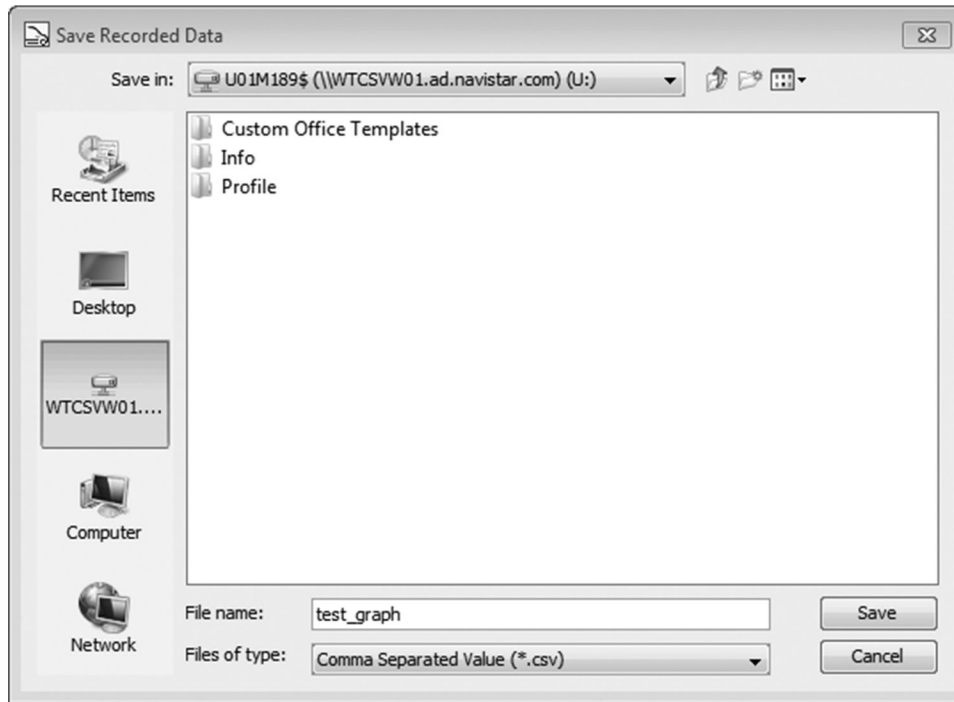 Save Recorded Data
Save in: U01M189$ (\\WTCSVW01.ad.navistar.com) (U:)
Custom Office Templates
Info
Profile
Recent Items
Desktop
WTCSVW01....
Computer
Network
File name: test_graph Save
Files of type: Comma Separated Value (*.csv) Cancel